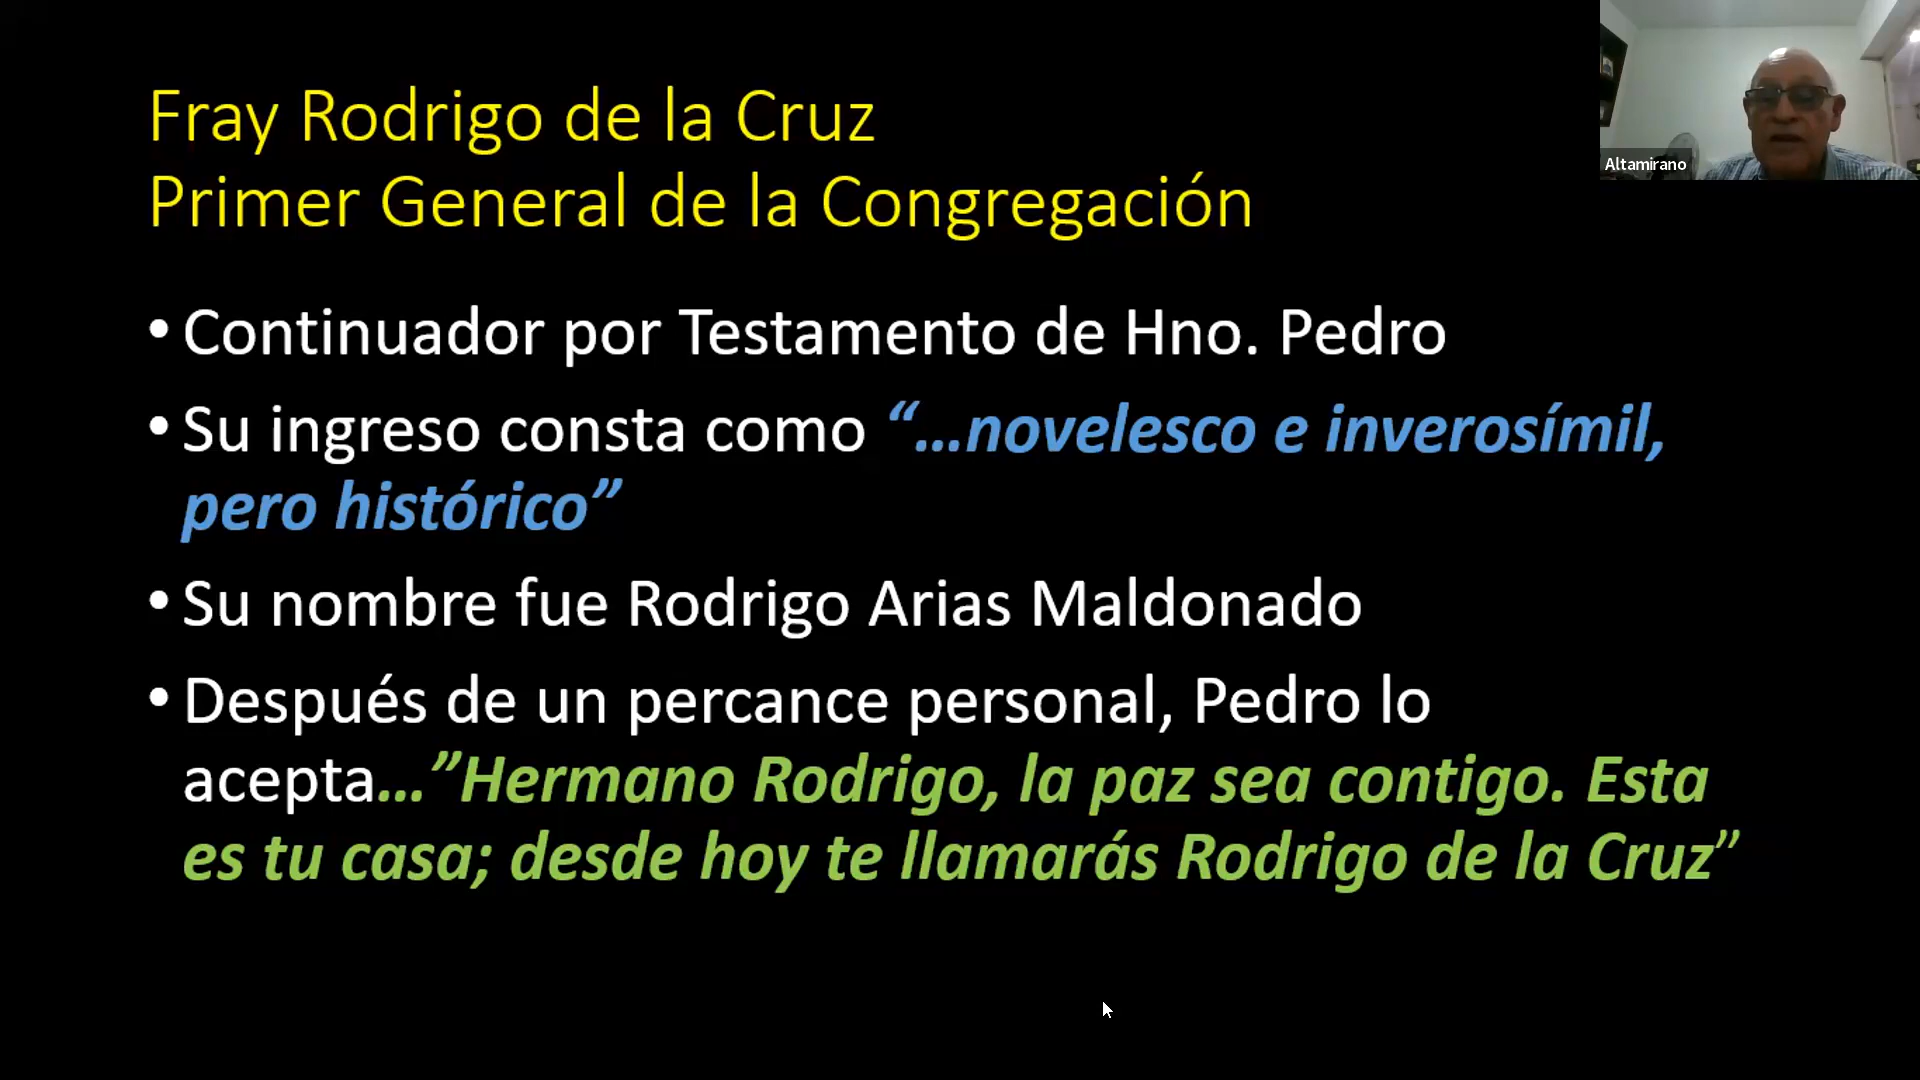 Fray Rodrigo de la Cruz
Primer General de la Congregación
• Continuador por Testamento de Hno. Pedro
• Su ingreso consta como “…novelesco e inverosímil,
pero histórico”
• Su nombre fue Rodrigo Arias Maldonado
• Después de un percance personal, Pedro lo
acepta…”Hermano Rodrigo, la paz sea contigo. Esta
es tu casa; desde hoy te llamarás Rodrigo de la Cruz”
Altamirano